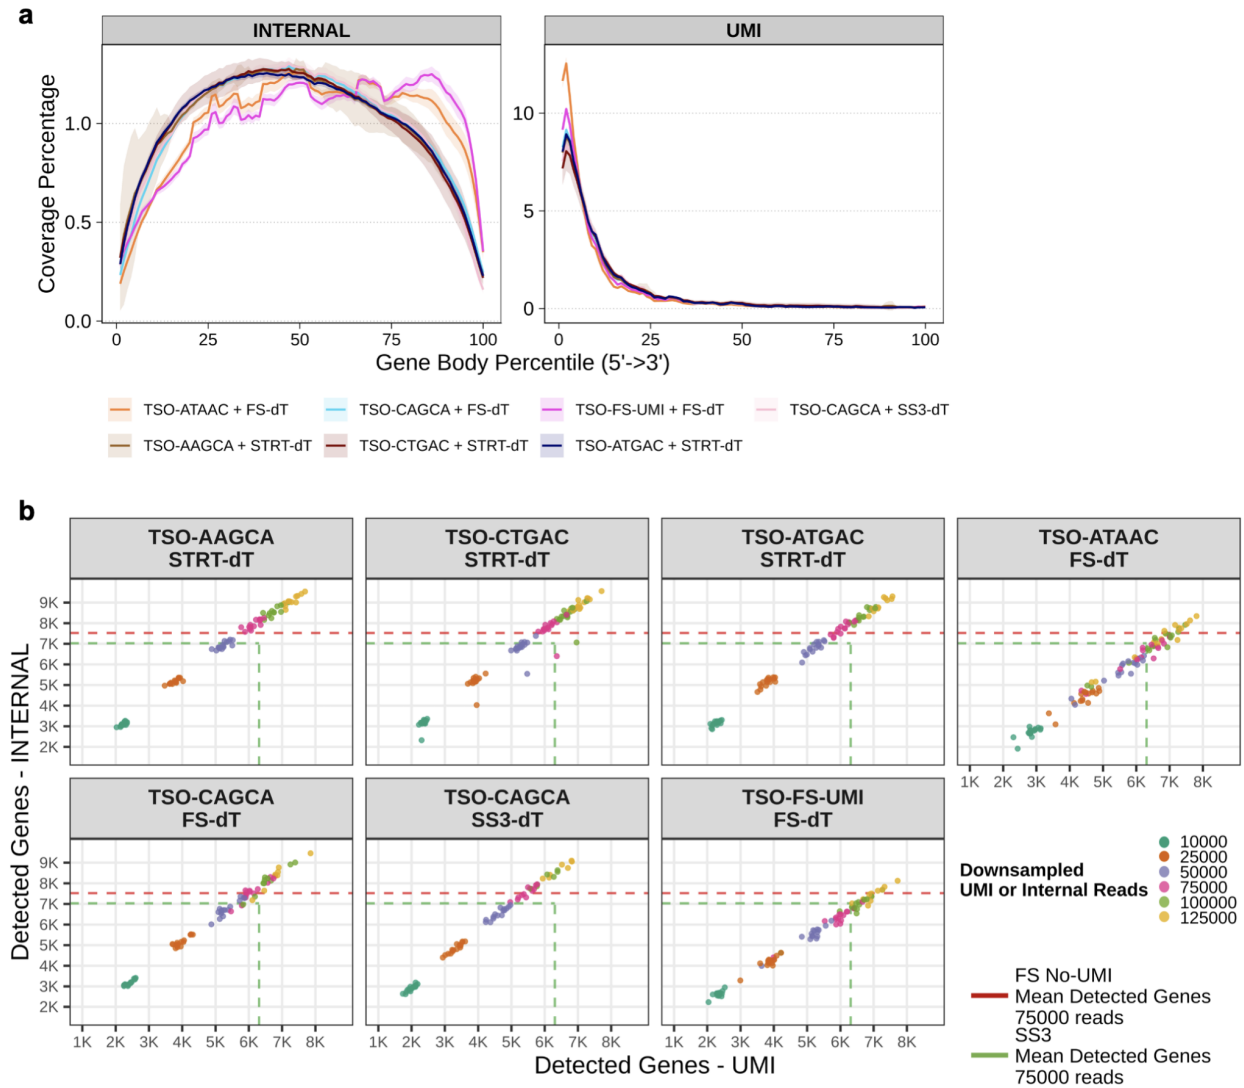 a
INTERNAL
UMI
Coverage Percentage
1.0
0.5
0.0
10
5
0
0 25 50 75 100
0 25 50 75 100
Gene Body Percentile (5'->3')
TSO-ATAAC + FS-dT
TSO-CAGCA + FS-dT
TSO-FS-UMI + FS-dT
TSO-CAGCA + SS3-dT
TSO-AAGCA + STRT-dT
TSO-CTGAC + STRT-dT
TSO-ATGAC + STRT-dT
b
TSO-AAGCA
STRT-dT
TSO-CTGAC
STRT-dT
TSO-ATGAC
STRT-dT
TSO-ATAAC
FS-dT
9K
8K
7K
6K
5K
4K
3K
2K
1K 2K 3K 4K 5K 6K 7K 8K
Detected Genes - INTERNAL
TSO-CAGCA
FS-dT
TSO-CAGCA
SS3-dT
TSO-FS-UMI
FS-dT
9K
8K
7K
6K
5K
4K
3K
2K
1K 2K 3K 4K 5K 6K 7K 8K
1K 2K 3K 4K 5K 6K 7K 8K
1K 2K 3K 4K 5K 6K 7K 8K
Detected Genes - UMI
Downsampled
UMI or Internal Reads
10000
25000
50000
75000
100000
125000
FS No-UMI
Mean Detected Genes
75000 reads
SS3
Mean Detected Genes
75000 reads